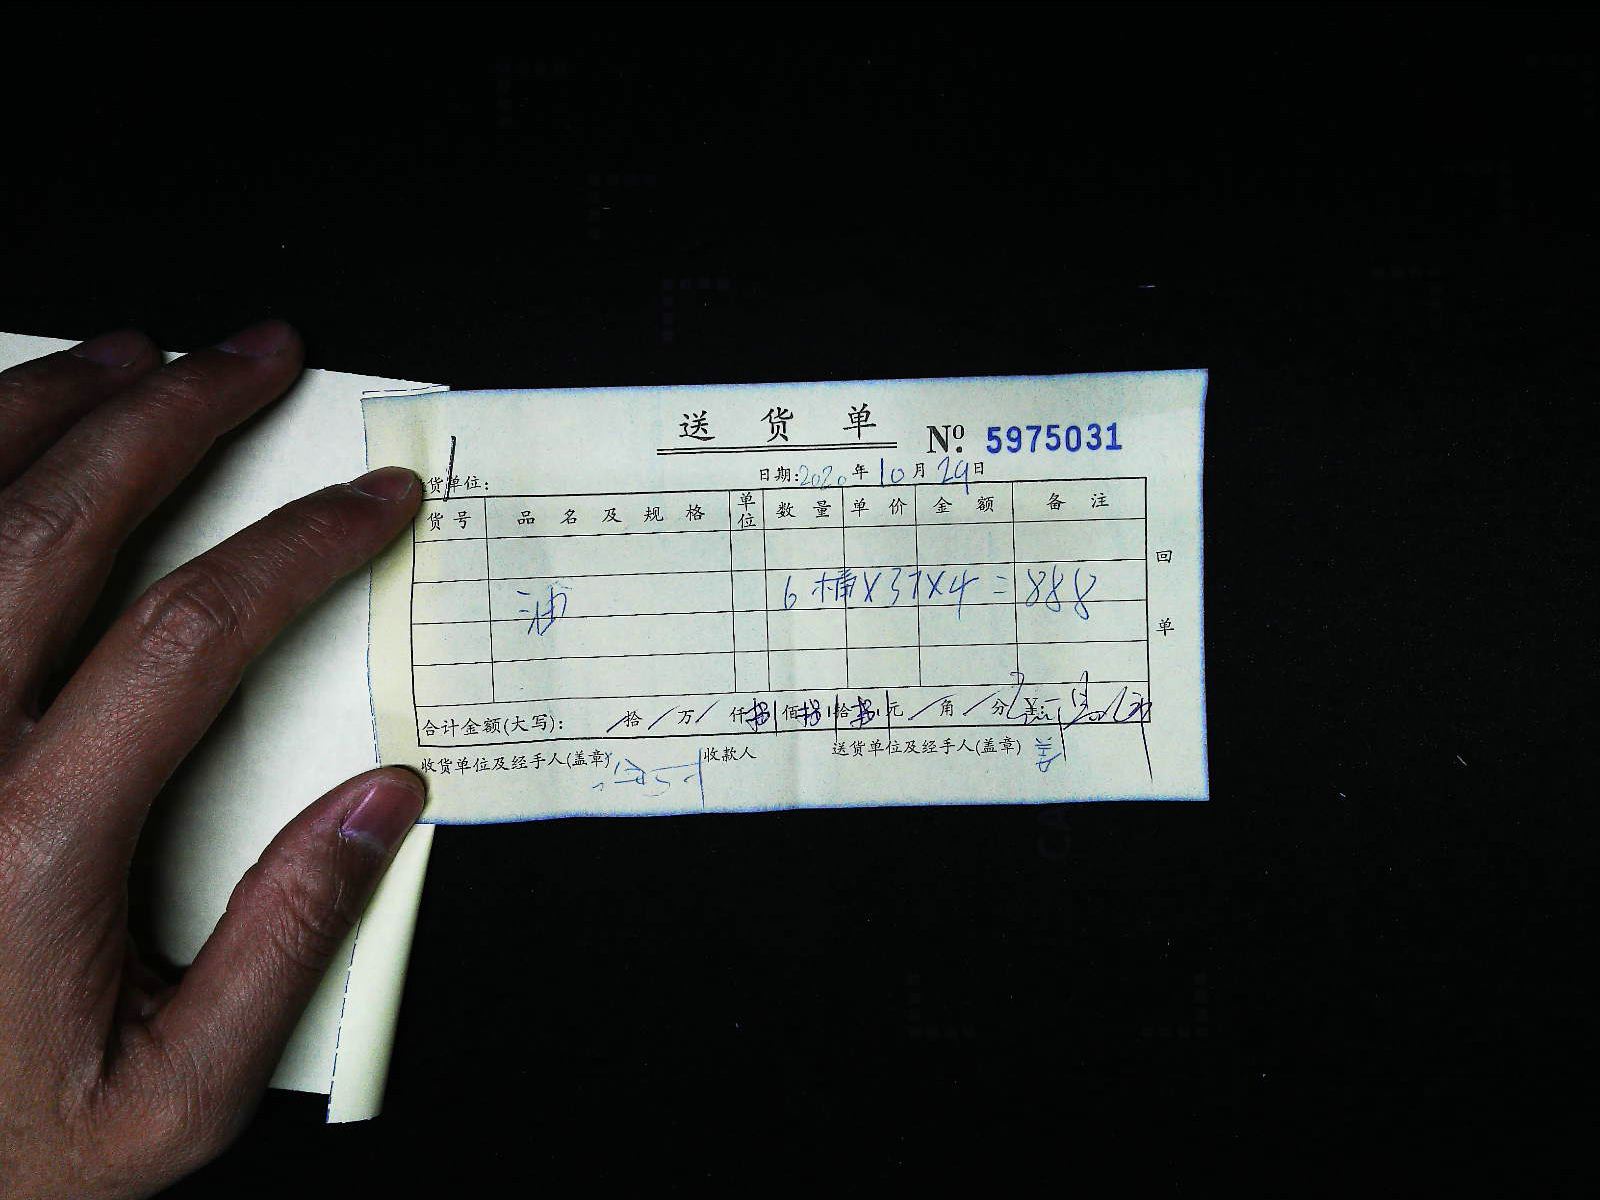 送货单 № 5975031
货单位: 日期:2020年10月29日
货号 品名及规格 单位 数量 单价 金额 备注
油 6桶×37×4=888
合计金额(大写): 拾 万 仟 佰 拾 元 角 分 ¥:
收货单位及经手人(盖章) 收款人 送货单位及经手人(盖章)
回单